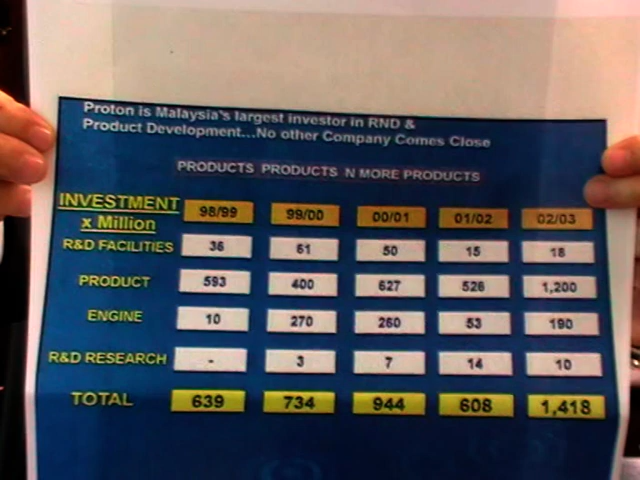 Proton is Malaysia's largest investor in RND &
Product Development...No other Company Comes Close
PRODUCTS PRODUCTS N MORE PRODUCTS
INVESTMENT
x Million
98/99 99/00 00/01 01/02 02/03
R&D FACILITIES 36 61 50 15 18
PRODUCT 593 400 627 526 1,200
ENGINE 10 270 260 53 190
R&D RESEARCH - 3 7 14 10
TOTAL 639 734 944 608 1,418